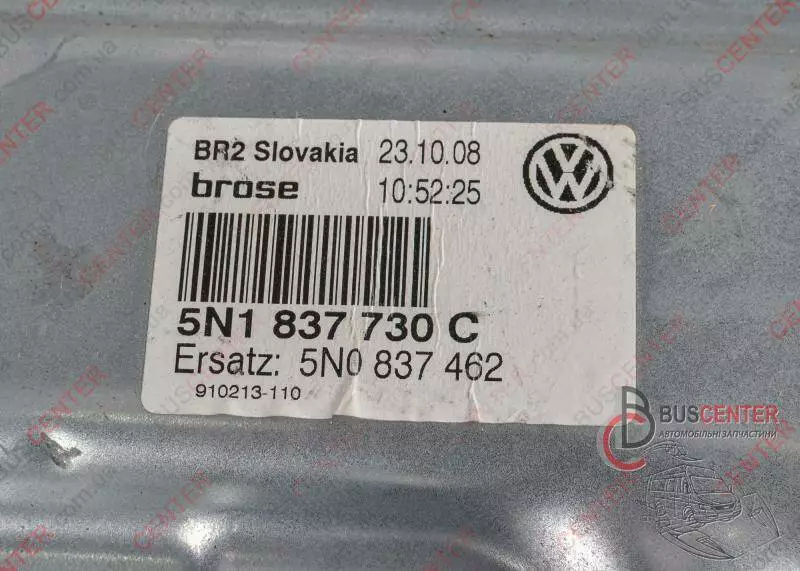 BR2 Slovakia 23.10.08
brose 10:52:25
5N1 837 730 C
Ersatz: 5N0 837 462
910213-110
BUSCENTER
АВТОМОБІЛЬНІ ЗАПЧАСТИНИ